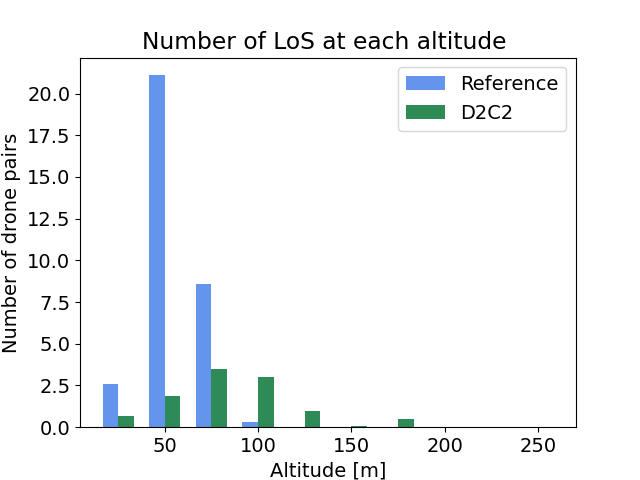 Number of LoS at each altitude
Reference
D2C2
Number of drone pairs
20.0
17.5
15.0
12.5
10.0
7.5
5.0
2.5
0.0
50 100 150 200 250
Altitude [m]